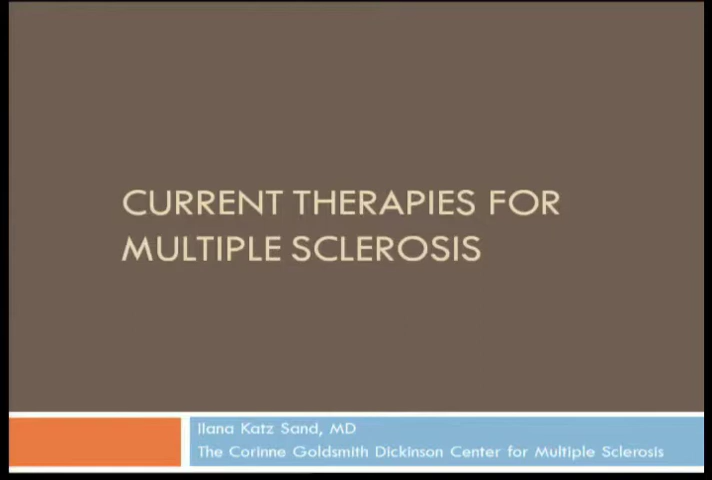 CURRENT THERAPIES FOR
MULTIPLE SCLEROSIS
Ilana Katz Sand, MD
The Corinne Goldsmith Dickinson Center for Multiple Sclerosis